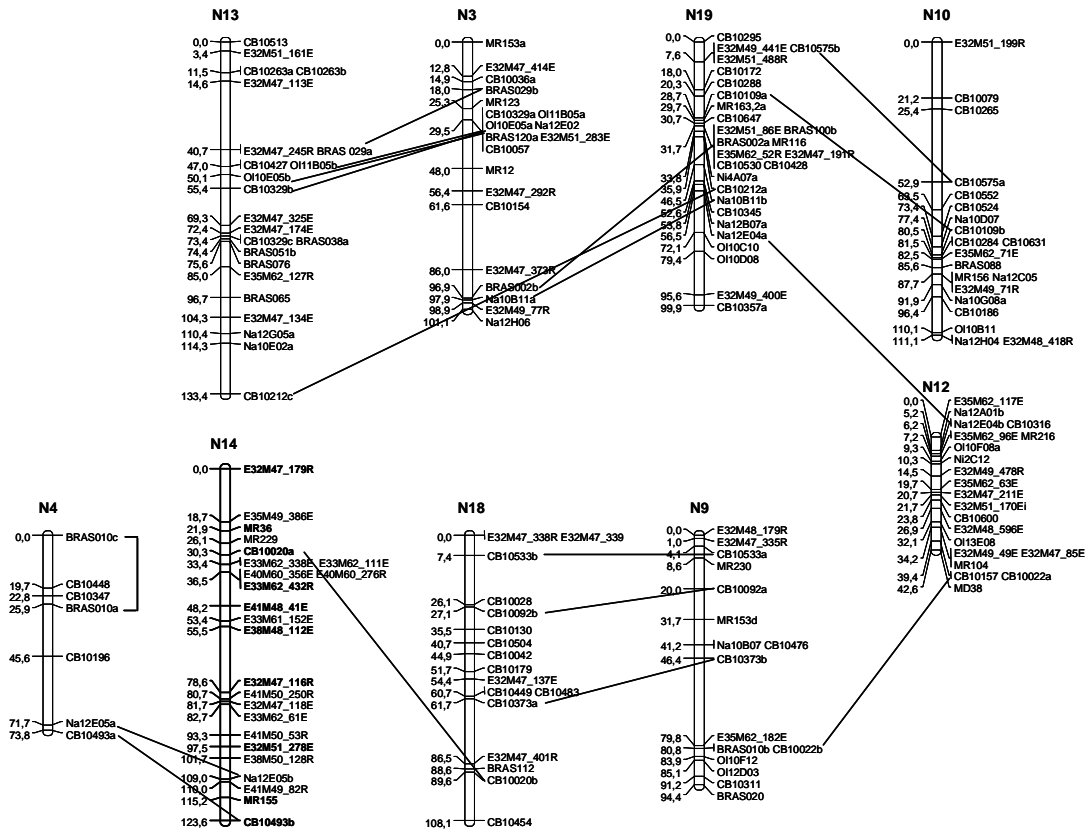 N13
0,0 CB10513
3,4 E32M51_161E
11,5 CB10263a CB10263b
14,6 E32M47_113E
40,7 E32M47_245R BRAS 029a
47,0 CB10427 Ol11B05b
50,1 Ol10E05b
55,4 CB10329b
69,3 E32M47_325E
72,4 E32M47_174E
73,4 CB10329c BRAS038a
74,4 BRAS051b
75,6 BRAS076
85,0 E35M62_127R
96,7 BRAS065
104,3 E32M47_134E
110,4 Na12G05a
114,3 Na10E02a
133,4 CB10212c
N3
0,0 MR153a
12,8 E32M47_414E
14,9 CB10036a
18,0 BRAS029b
25,3 MR123
CB10329a Ol11B05a
29,5 Ol10E05a Na12E02
BRAS120a E32M51_283E
CB10057
48,0 MR12
56,4 E32M47_292R
61,6 CB10154
86,0 E32M47_373R
96,9 BRAS002b
97,9 Na10B11a
98,9 E32M49_77R
101,1 Na12H06
N19
0,0 CB10295
E32M49_441E CB10575b
7,6 E32M51_488R
18,0 CB10172
20,3 CB10288
28,7 CB10109a
29,7 MR163,2a
30,7 CB10647
E32M51_86E BRAS100b
31,7 BRAS002a MR116
E35M62_52R E32M47_191R
CB10530 CB10428
33,8 Ni4A07a
35,9 CB10212a
46,5 Na10B11b
52,6 CB10345
53,8 Na12B07a
56,5 Na12E04a
72,1 Ol10C10
79,4 Ol10D08
95,6 E32M49_400E
99,9 CB10357a
N10
0,0 E32M51_199R
21,2 CB10079
25,4 CB10265
52,9 CB10575a
63,5 CB10552
73,4 CB10524
77,4 Na10D07
80,5 CB10109b
81,5 CB10284 CB10631
82,5 E35M62_71E
85,6 BRAS088
87,7 MR156 Na12C05
E32M49_71R
91,9 Na10G08a
96,4 CB10186
110,1 Ol10B11
111,1 Na12H04 E32M48_418R
N12
0,0 E35M62_117E
5,2 Na12A01b
6,2 Na12E04b CB10316
7,2 E35M62_96E MR216
9,3 Ol10F08a
10,3 Ni2C12
14,5 E32M49_478R
19,7 E35M62_63E
20,7 E32M47_211E
21,7 E32M51_170Ei
23,8 CB10600
26,9 E32M48_596E
32,1 Ol13E08
34,2 E32M49_49E E32M47_85E
MR104
39,4 CB10157 CB10022a
42,6 MD38
N4
0,0 BRAS010c
19,7 CB10448
22,8 CB10347
25,9 BRAS010a
45,6 CB10196
71,7 Na12E05a
73,8 CB10493a
N14
0,0 E32M47_179R
18,7 E35M49_386E
21,9 MR36
26,1 MR229
30,3 CB10020a
33,4 E33M62_338E E33M62_111E
36,5 E40M60_356E E40M60_276R
E33M62_432R
48,2 E41M48_41E
53,4 E33M61_152E
55,5 E38M48_112E
78,6 E32M47_116R
80,7 E41M50_250R
81,7 E32M47_118E
82,7 E33M62_61E
93,3 E41M50_53R
97,5 E32M51_278E
101,7 E38M50_128R
109,0 Na12E05b
110,0 E41M49_82R
115,2 MR155
123,6 CB10493b
N18
0,0 E32M47_338R E32M47_339
7,4 CB10533b
26,1 CB10028
27,1 CB10092b
35,5 CB10130
40,7 CB10504
44,9 CB10042
51,7 CB10179
54,4 E32M47_137E
60,7 CB10449 CB10483
61,7 CB10373a
86,5 E32M47_401R
88,6 BRAS112
89,6 CB10020b
108,1 CB10454
N9
0,0 E32M48_179R
1,0 E32M47_335R
4,1 CB10533a
8,6 MR230
20,0 CB10092a
31,7 MR153d
41,2 Na10B07 CB10476
46,4 CB10373b
79,8 E35M62_182E
80,8 BRAS010b CB10022b
83,9 Ol10F12
85,1 Ol12D03
91,2 CB10311
94,4 BRAS020